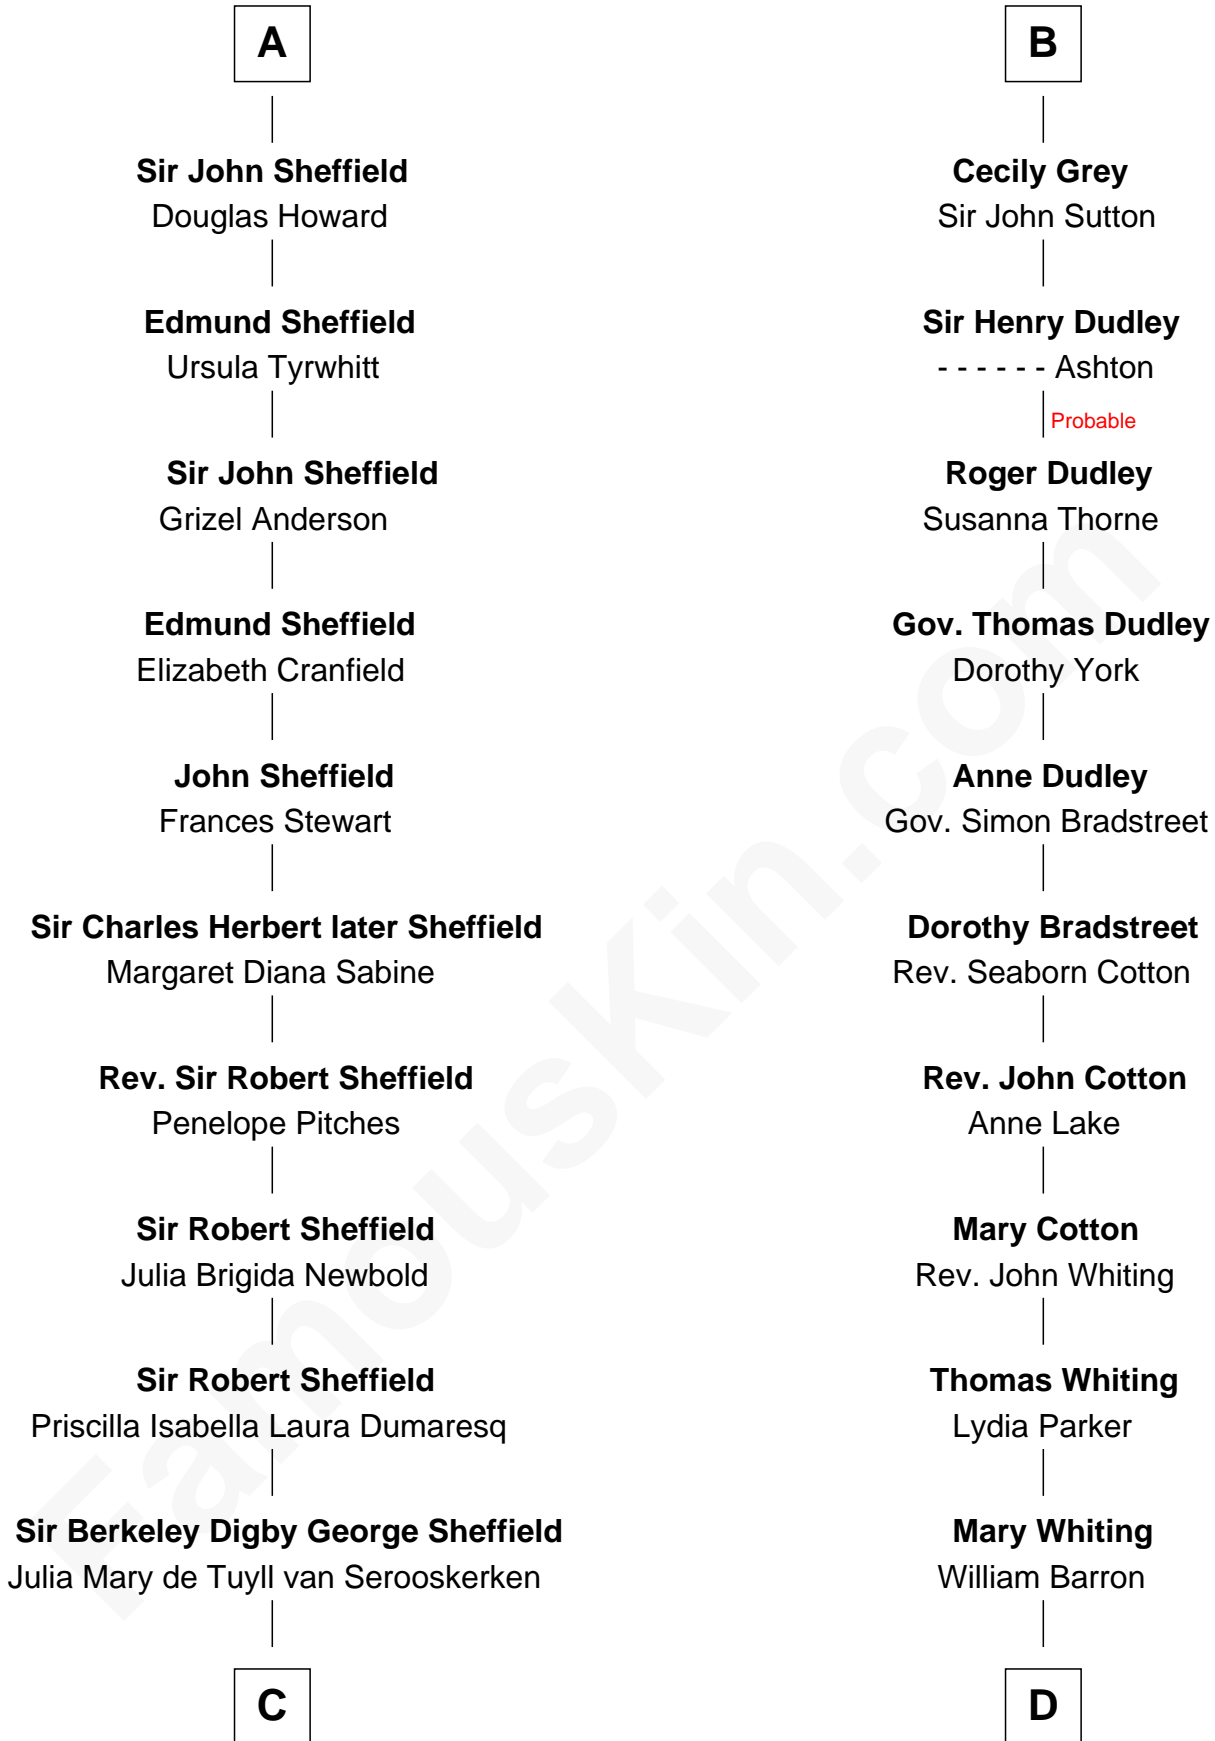 A
Sir John Sheffield
Douglas Howard
Edmund Sheffield
Ursula Tyrwhitt
Sir John Sheffield
Grizel Anderson
Edmund Sheffield
Elizabeth Cranfield
John Sheffield
Frances Stewart
Sir Charles Herbert later Sheffield
Margaret Diana Sabine
Rev. Sir Robert Sheffield
Penelope Pitches
Sir Robert Sheffield
Julia Brigida Newbold
Sir Robert Sheffield
Priscilla Isabella Laura Dumaresq
Sir Berkeley Digby George Sheffield
Julia Mary de Tuyll van Serooskerken
C
B
Cecily Grey
Sir John Sutton
Sir Henry Dudley
- - - - - - Ashton
Probable
Roger Dudley
Susanna Thorne
Gov. Thomas Dudley
Dorothy York
Anne Dudley
Gov. Simon Bradstreet
Dorothy Bradstreet
Rev. Seaborn Cotton
Rev. John Cotton
Anne Lake
Mary Cotton
Rev. John Whiting
Thomas Whiting
Lydia Parker
Mary Whiting
William Barron
D
FamousKin.com